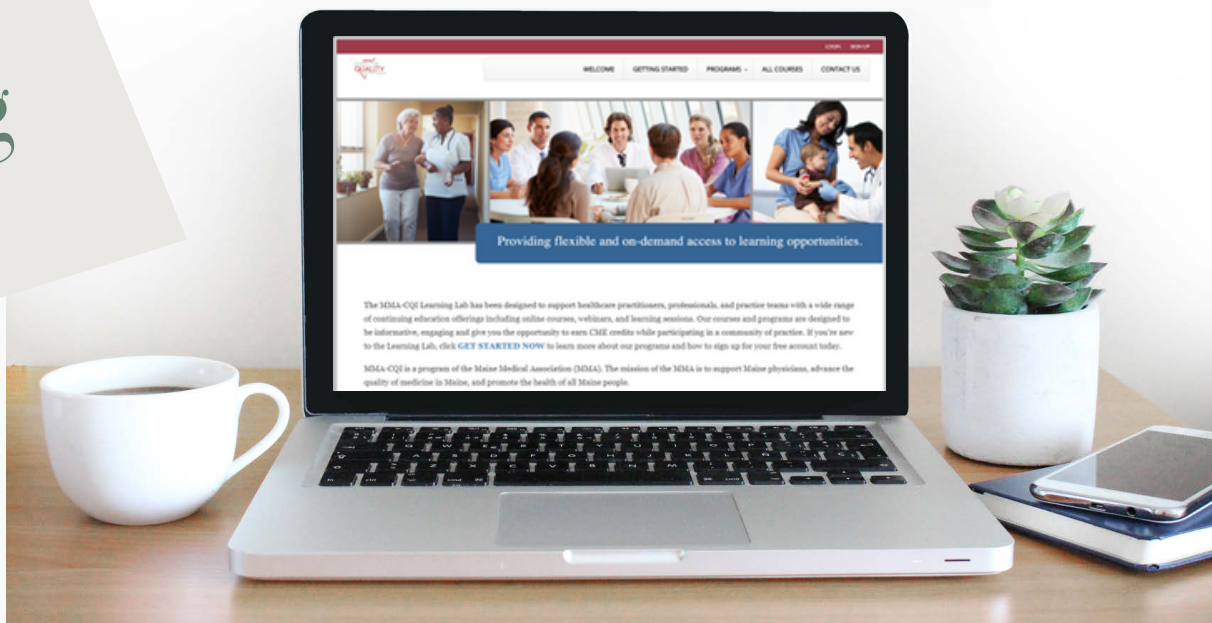 g
LOGIN SIGN UP
QUALITY
WELCOME GETTING STARTED PROGRAMS ALL COURSES CONTACT US
Providing flexible and on-demand access to learning opportunities.
The MMA-CQI Learning Lab has been designed to support healthcare practitioners, professionals, and practice teams with a wide range
of continuing education offerings including online courses, webinars, and learning sessions. Our courses and programs are designed to
be informative, engaging and give you the opportunity to earn CME credits while participating in a community of practice. If you're new
to the Learning Lab, click GET STARTED NOW to learn more about our programs and how to sign up for your free account today.
MMA-CQI is a program of the Maine Medical Association (MMA). The mission of the MMA is to support Maine physicians, advance the
quality of medicine in Maine, and promote the health of all Maine people.